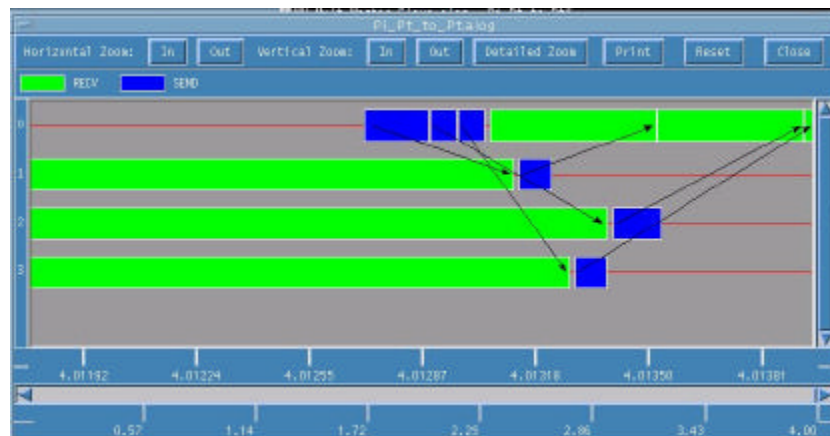 Pi_Pt_to_Ptalog
Horizontal Zoom: In Out Vertical Zoom: In Out Detailed Zoom Print Reset Close
RECV SEND
0
1
2
3
4.01192 4.01224 4.01255 4.01287 4.01318 4.01350 4.01381
0.57 1.14 1.72 2.29 2.86 3.43 4.00